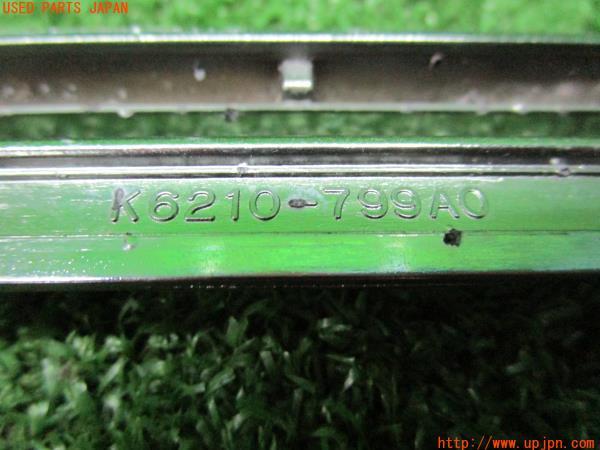 USED PARTS JAPAN
K6210-799A0
http://www.upjpn.com/